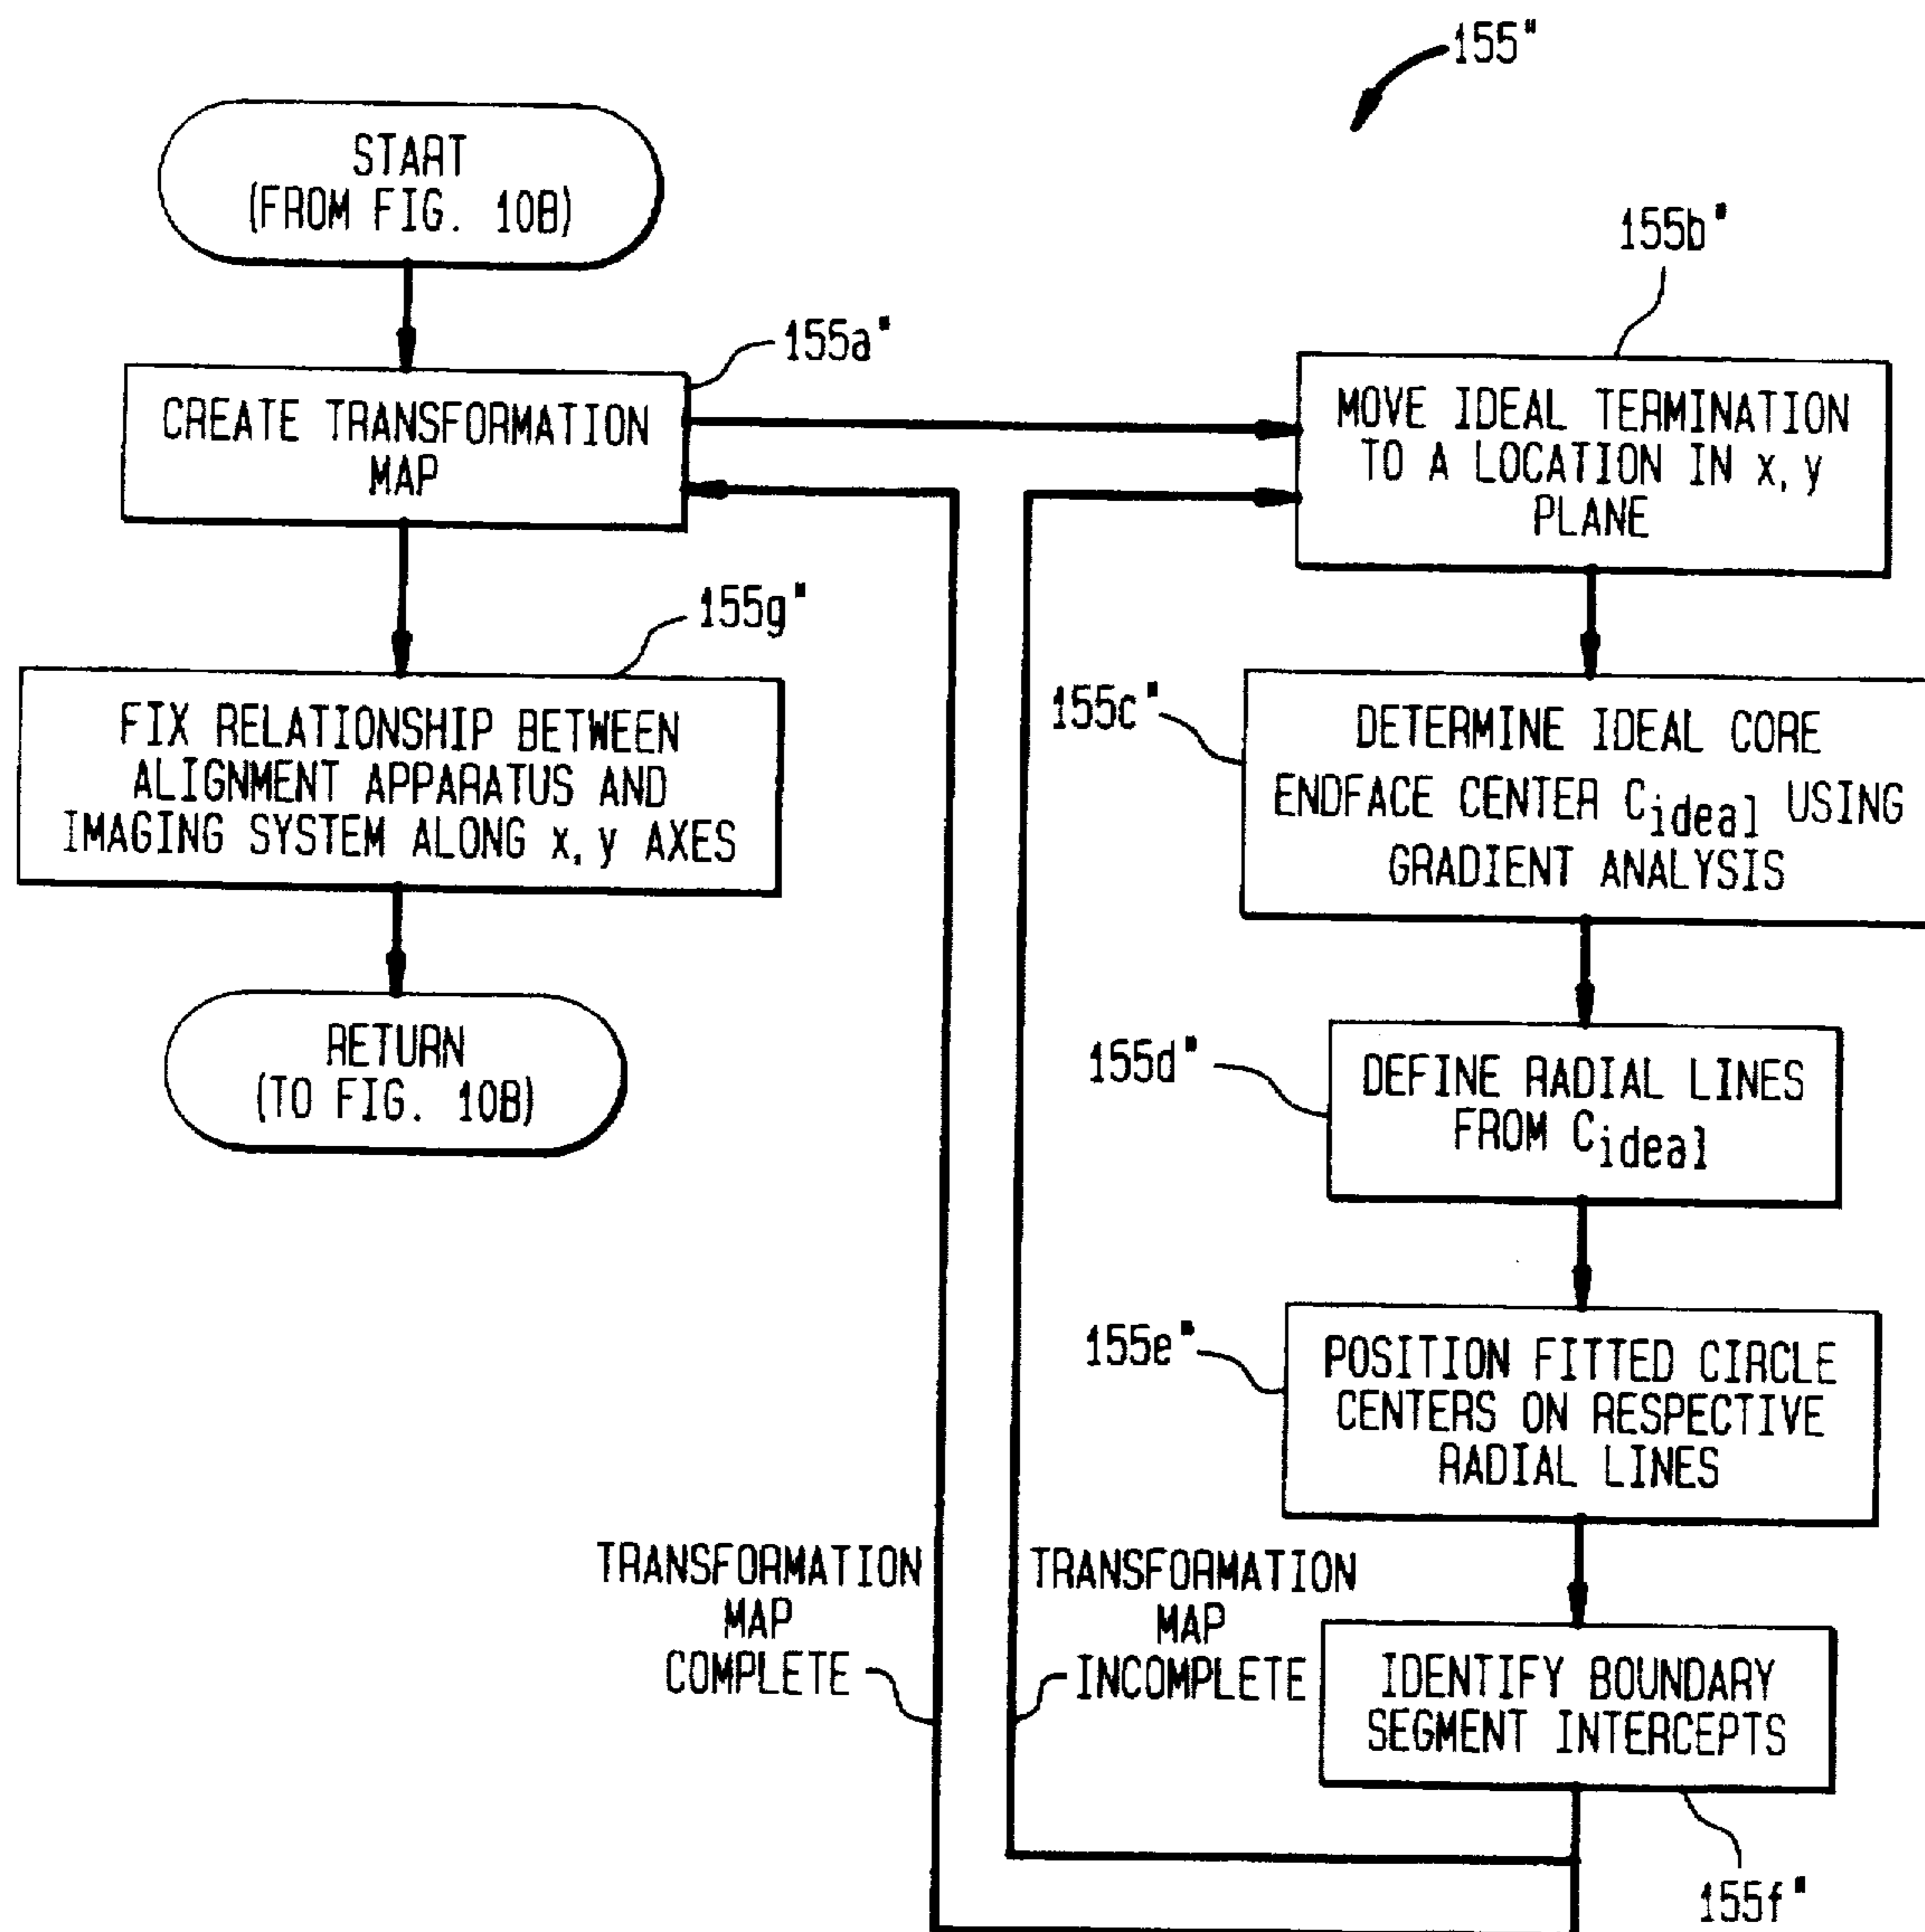 155"
START
(FROM FIG. 10B)
155a"
CREATE TRANSFORMATION
MAP
155g"
FIX RELATIONSHIP BETWEEN
ALIGNMENT APPARATUS AND
IMAGING SYSTEM ALONG x, y AXES
RETURN
(TO FIG. 10B)
155b"
MOVE IDEAL TERMINATION
TO A LOCATION IN x, y
PLANE
155c"
DETERMINE IDEAL CORE
ENDFACE CENTER Cideal USING
GRADIENT ANALYSIS
155d"
DEFINE RADIAL LINES
FROM Cideal
155e"
POSITION FITTED CIRCLE
CENTERS ON RESPECTIVE
RADIAL LINES
TRANSFORMATION
MAP
COMPLETE
TRANSFORMATION
MAP
INCOMPLETE
IDENTIFY BOUNDARY
SEGMENT INTERCEPTS
155f"